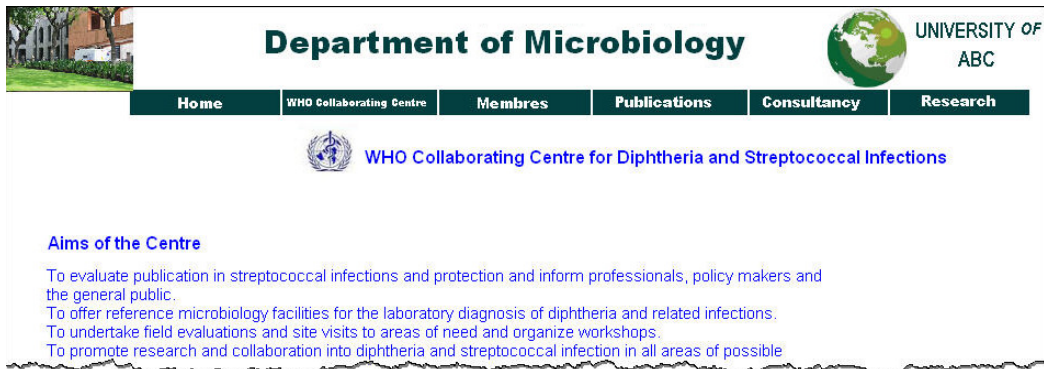 Department of Microbiology
UNIVERSITY OF
ABC
Home WHO Collaborating Centre Membres Publications Consultancy Research
WHO Collaborating Centre for Diphtheria and Streptococcal Infections
Aims of the Centre
To evaluate publication in streptococcal infections and protection and inform professionals, policy makers and
the general public.
To offer reference microbiology facilities for the laboratory diagnosis of diphtheria and related infections.
To undertake field evaluations and site visits to areas of need and organize workshops.
To promote research and collaboration into diphtheria and streptococcal infection in all areas of possible